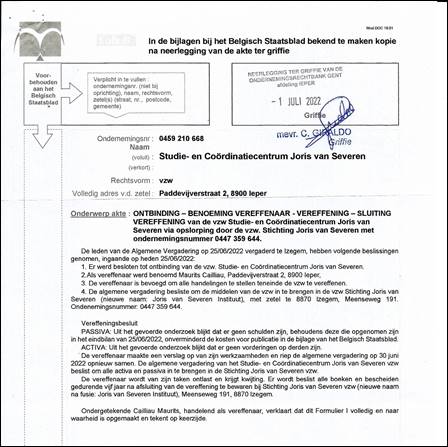 Mod DOC 19.01
In de bijlagen bij het Belgisch Staatsblad bekend te maken kopie
na neerlegging van de akte ter griffie
Voor-
behouden
aan het
Belgisch
Staatsblad
Verplicht in te vullen :
ondernemingsnr. (niet bij
oprichting), naam, rechtsvorm,
zetel(s) (straat, nr., postcode,
gemeente)
NEERLEGGING TER GRIFFIE VAN DE
ONDERNEMINGSRECHTBANK GENT
afdeling IEPER
- 1 JULI 2022
Griffie
mevr. C. GIRALDO
Griffie
Ondernemingsnr : 0459 210 668
Naam
(voluit) : Studie- en Coördinatiecentrum Joris van Severen
(verkort) :
Rechtsvorm : vzw
Volledig adres v.d. zetel : Paddevijverstraat 2, 8900 Ieper
Onderwerp akte : ONTBINDING – BENOEMING VEREFFENAAR - VEREFFENING – SLUITING
VEREFFENING van de vzw Studie- en Coördinatiecentrum Joris van
Severen via opslorping door de vzw. Stichting Joris van Severen met
ondernemingsnummer 0447 359 644.
De leden van de Algemene Vergadering op 25/06/2022 vergaderd te Izegem, hebben volgende beslissingen
genomen, ingaande op heden 25/06/2022:
1. Er werd besloten tot ontbinding van de vzw. Studie- en Coördinatiecentrum Joris van Severen.
2.Als vereffenaar werd benoemd Maurits Cailliau, Paddevijverstraat 2, 8900, Ieper,
3. De vereffenaar is bevoegd om alle handelingen te stellen teneinde de vzw te vereffenen.
4. De algemene vergadering besliste om de middelen van de vzw in te brengen in de vzw Stichting Joris van
Severen (nieuwe naam: Joris van Severen Instituut), met zetel te 8870 Izegem, Meenseweg 191.
Ondernemingsnummer: 0447 359 644.
Vereffeningsbesluit
PASSIVA: Uit het gevoerde onderzoek blijkt dat er geen schulden zijn, behoudens deze die opgenomen zijn
in het eindbilan van 25/06/2022, onverminderd de kosten voor publicatie in de bijlage van het Belgisch Staatsblad.
ACTIVA: Uit het gevoerde onderzoek blijkt dat er geen vorderingen op derden zijn.
De vereffenaar maakte een verslag op van zijn werkzaamheden en riep de algemene vergadering op 30 juni
2022 opnieuw samen. De algemene vergadering van het Studie- en Coördinatiecentrum Joris van Severen vzw
beslist om alle activa en passiva in te brengen in de Stichting Joris van Severen vzw.
De vereffenaar wordt van zijn taken ontlast en krijgt kwijting. Er wordt beslist alle boeken en bescheiden
gedurende vijf jaar na afsluiting van de vereffening te bewaren bij Stichting Joris van Severen vzw (nieuwe naam
na fusie: Joris van Severen Instituut), Meenseweg 191, 8870 Izegem.
Ondergetekende Cailliau Maurits, handelend als vereffenaar, verklaart dat dit Formulier I volledig en naar
waarheid is opgemaakt en tekent op keerzijde.